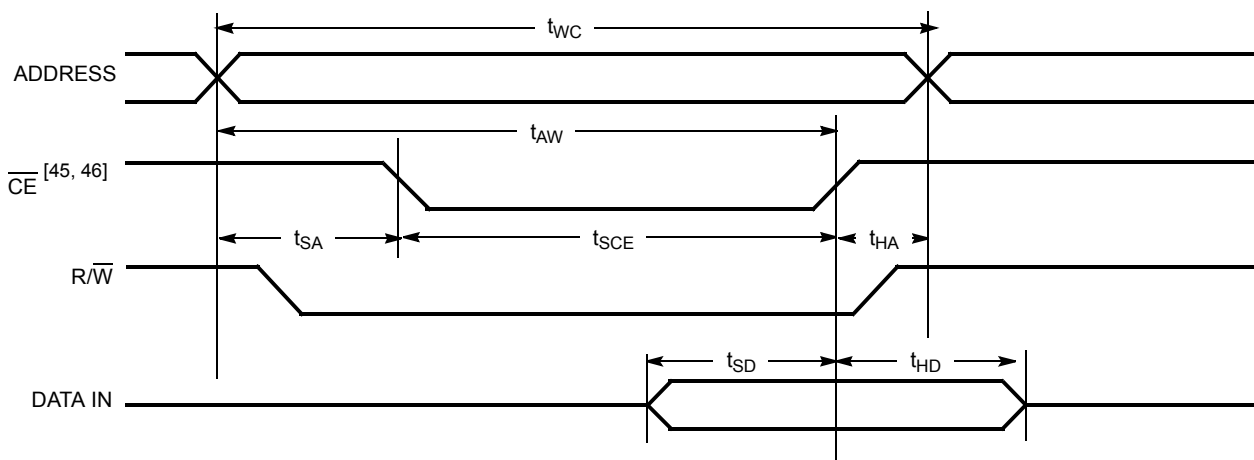 tWC
ADDRESS
tAW
CE [45, 46]
tSA
tSCE
tHA
R/W
tSD
tHD
DATA IN